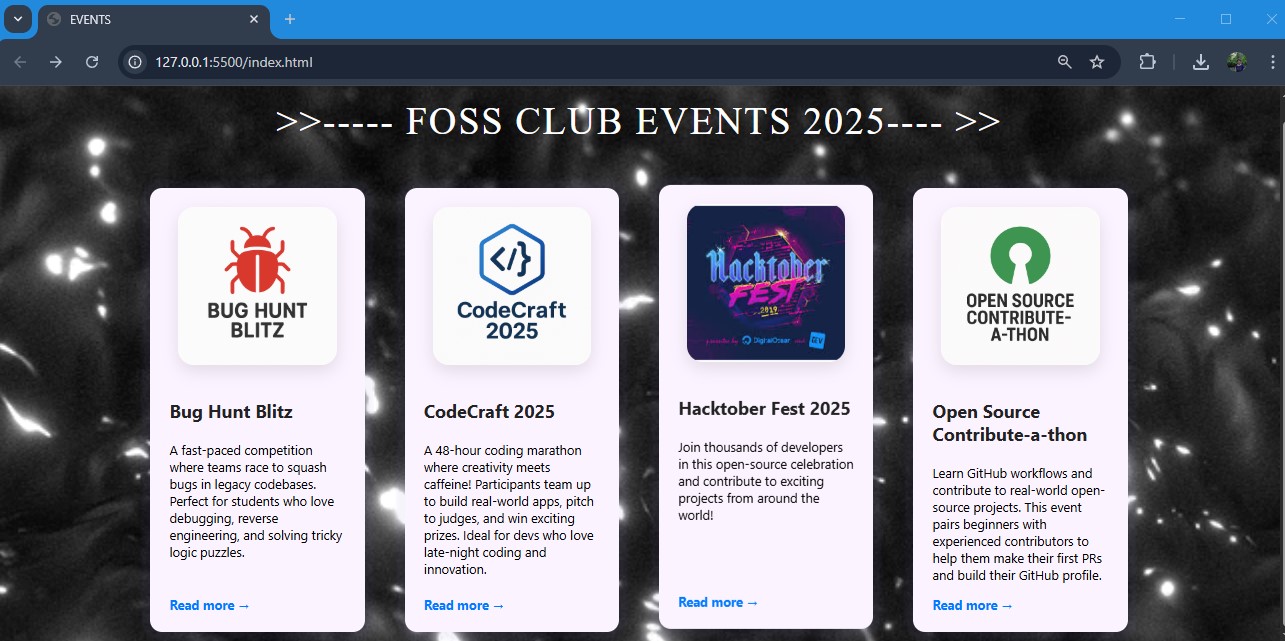 EVENTS
127.0.0.1:5500/index.html
>>----- FOSS CLUB EVENTS 2025---- >>
BUG HUNT
BLITZ
Bug Hunt Blitz
A fast-paced competition
where teams race to squash
bugs in legacy codebases.
Perfect for students who love
debugging, reverse
engineering, and solving tricky
logic puzzles.
Read more →
</>
CodeCraft
2025
CodeCraft 2025
A 48-hour coding marathon
where creativity meets
caffeine! Participants team up
to build real-world apps, pitch
to judges, and win exciting
prizes. Ideal for devs who love
late-night coding and
innovation.
Read more →
Hacktober
FEST
2019
presented by DigitalOcean and DEV
Hacktober Fest 2025
Join thousands of developers
in this open-source celebration
and contribute to exciting
projects from around the
world!
Read more →
OPEN SOURCE
CONTRIBUTE-
A-THON
Open Source
Contribute-a-thon
Learn GitHub workflows and
contribute to real-world open-
source projects. This event
pairs beginners with
experienced contributors to
help them make their first PRs
and build their GitHub profile.
Read more →